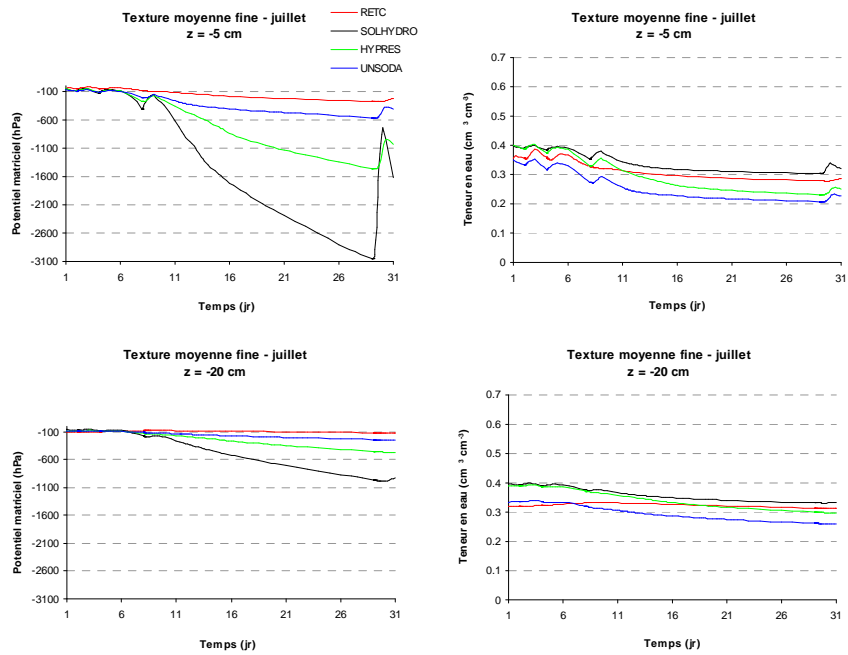 Texture moyenne fine - juillet
z = -5 cm
RETC
SOLHYDRO
HYPRES
UNSODA
Potentiel matriciel (hPa)
-100
-600
-1100
-1600
-2100
-2600
-3100
1 6 11 16 21 26 31
Temps (jr)
Texture moyenne fine - juillet
z = -5 cm
Teneur en eau (cm³ cm³)
0.7
0.6
0.5
0.4
0.3
0.2
0.1
0
1 6 11 16 21 26 31
Temps (jr)
Texture moyenne fine - juillet
z = -20 cm
Potentiel matriciel (hPa)
-100
-600
-1100
-1600
-2100
-2600
-3100
1 6 11 16 21 26 31
Temps (jr)
Texture moyenne fine - juillet
z = -20 cm
Teneur en eau (cm³ cm⁻³)
0.7
0.6
0.5
0.4
0.3
0.2
0.1
0
1 6 11 16 21 26 31
Temps (jr)